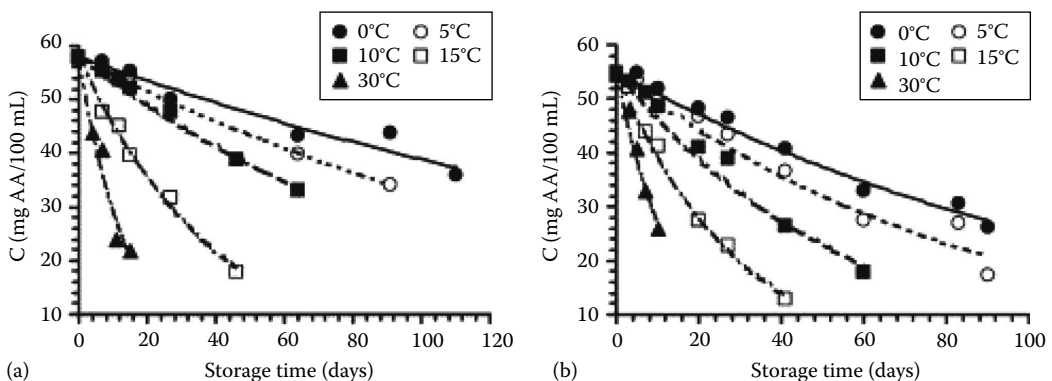 0°C 5°C
10°C 15°C
30°C
C (mg AA/100 mL)
60
50
40
30
20
10
0 20 40 60 80 100 120
(a) Storage time (days)
0°C 5°C
10°C 15°C
30°C
C (mg AA/100 mL)
60
50
40
30
20
10
0 20 40 60 80 100
(b) Storage time (days)